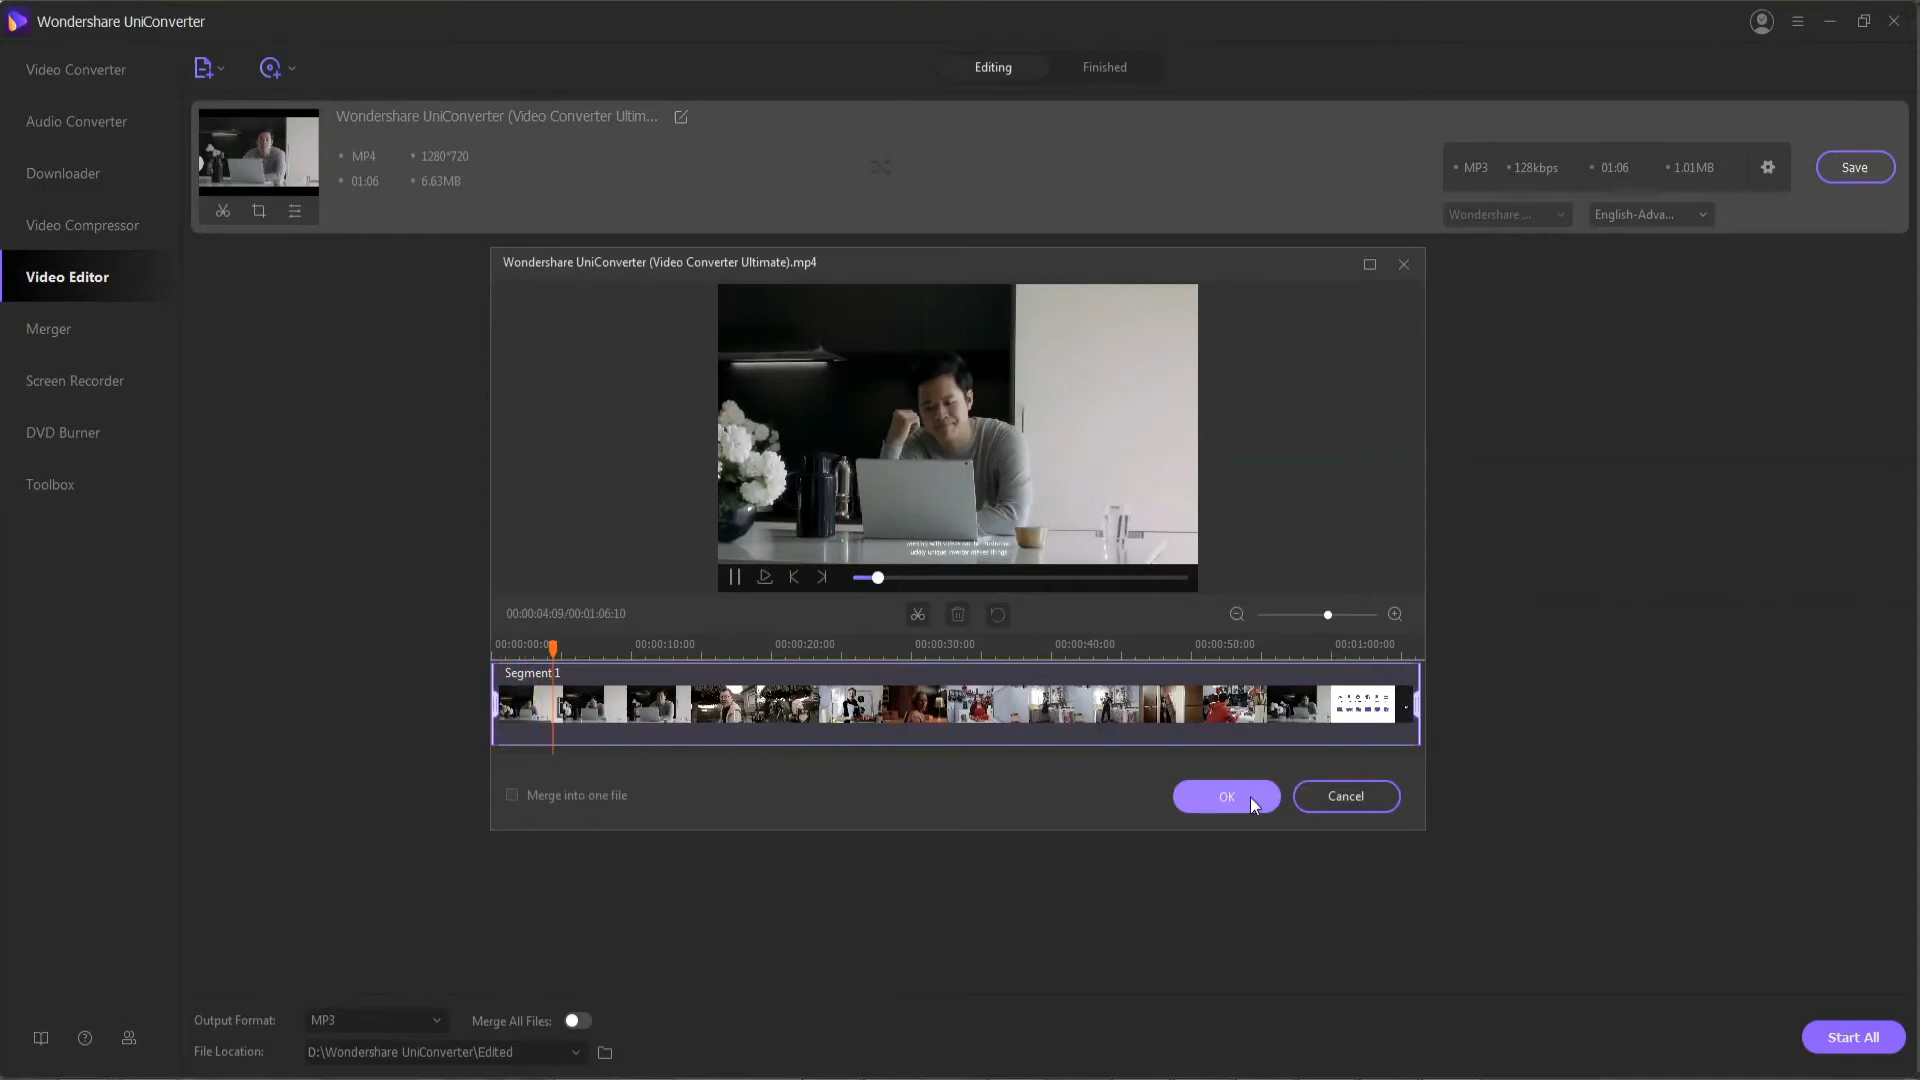 Wondershare UniConverter
Video Converter
Audio Converter
Downloader
Video Compressor
Video Editor
Merger
Screen Recorder
DVD Burner
Toolbox
Editing
Finished
Wondershare UniConverter (Video Converter Ultim...
MP4
1280*720
01:06
6.63MB
MP3
128kbps
01:06
1.01MB
Save
Wondershare ...
English-Adva...
Wondershare UniConverter (Video Converter Ultimate).mp4
00:00:04:09/00:01:06:10
00:00:00:0
00:00:10:00
00:00:20:00
00:00:30:00
00:00:40:00
00:00:50:00
00:01:00:00
Segment 1
Merge into one file
OK
Cancel
Output Format:
MP3
Merge All Files:
File Location:
D:\Wondershare UniConverter\Edited
Start All